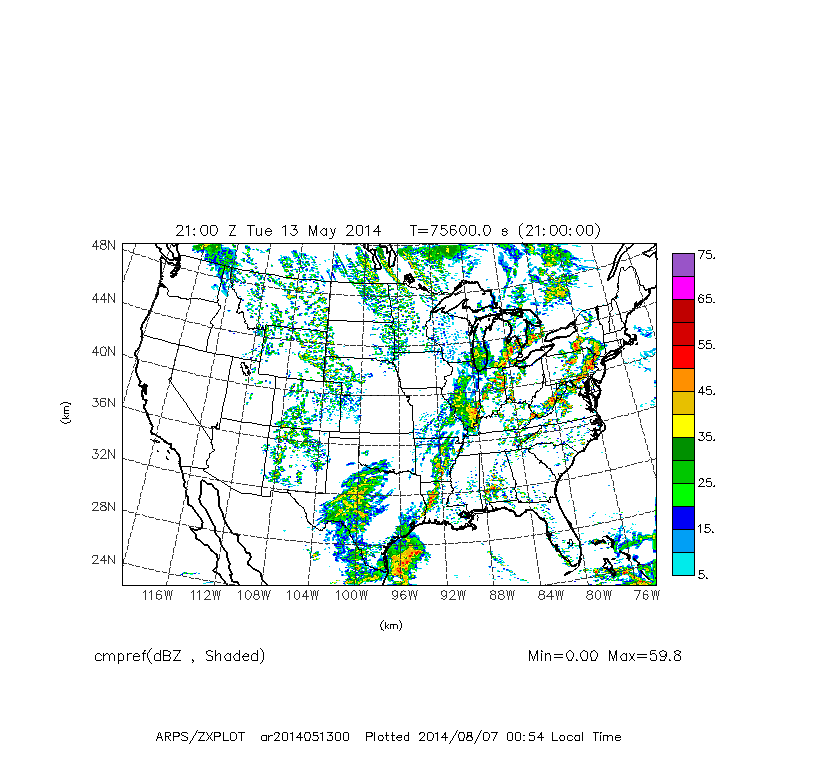 21:00 Z Tue 13 May 2014 T=75600.0 s (21:00:00)
48N
44N
40N
36N
32N
28N
24N
(km)
75.
65.
55.
45.
35.
25.
15.
5.
116W 112W 108W 104W 100W 96W 92W 88W 84W 80W 76W
(km)
cmpref(dBZ , Shaded) Min=0.00 Max=59.8
ARPS/ZXPLOT ar2014051300 Plotted 2014/08/07 00:54 Local Time